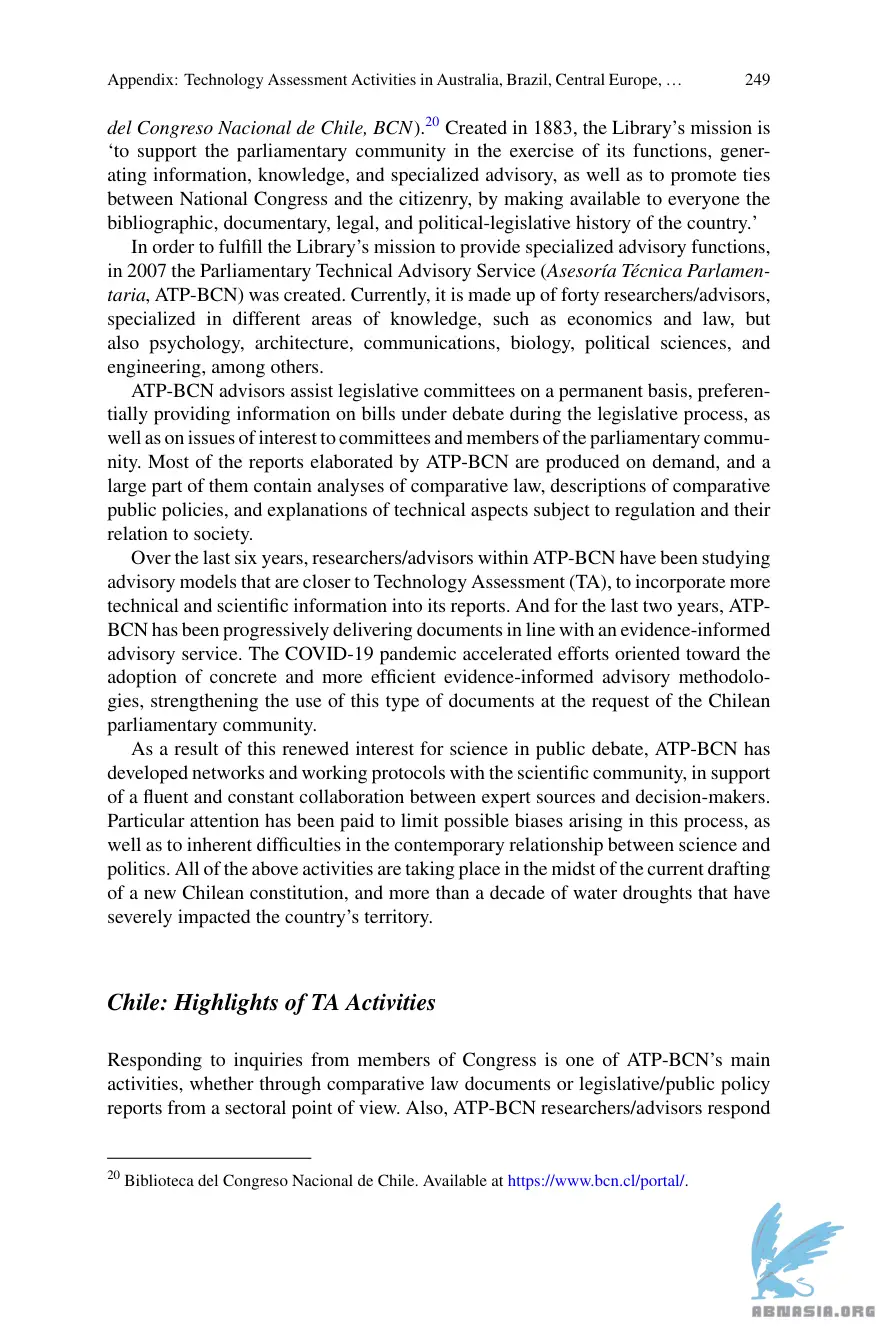 Appendix: Technology Assessment Activities in Australia, Brazil, Central Europe, … 249
del Congreso Nacional de Chile, BCN).20 Created in 1883, the Library's mission is
'to support the parliamentary community in the exercise of its functions, gener-
ating information, knowledge, and specialized advisory, as well as to promote ties
between National Congress and the citizenry, by making available to everyone the
bibliographic, documentary, legal, and political-legislative history of the country.'
In order to fulfill the Library's mission to provide specialized advisory functions,
in 2007 the Parliamentary Technical Advisory Service (Asesoría Técnica Parlamen-
taria, ATP-BCN) was created. Currently, it is made up of forty researchers/advisors,
specialized in different areas of knowledge, such as economics and law, but
also psychology, architecture, communications, biology, political sciences, and
engineering, among others.
ATP-BCN advisors assist legislative committees on a permanent basis, preferen-
tially providing information on bills under debate during the legislative process, as
well as on issues of interest to committees and members of the parliamentary commu-
nity. Most of the reports elaborated by ATP-BCN are produced on demand, and a
large part of them contain analyses of comparative law, descriptions of comparative
public policies, and explanations of technical aspects subject to regulation and their
relation to society.
Over the last six years, researchers/advisors within ATP-BCN have been studying
advisory models that are closer to Technology Assessment (TA), to incorporate more
technical and scientific information into its reports. And for the last two years, ATP-
BCN has been progressively delivering documents in line with an evidence-informed
advisory service. The COVID-19 pandemic accelerated efforts oriented toward the
adoption of concrete and more efficient evidence-informed advisory methodolo-
gies, strengthening the use of this type of documents at the request of the Chilean
parliamentary community.
As a result of this renewed interest for science in public debate, ATP-BCN has
developed networks and working protocols with the scientific community, in support
of a fluent and constant collaboration between expert sources and decision-makers.
Particular attention has been paid to limit possible biases arising in this process, as
well as to inherent difficulties in the contemporary relationship between science and
politics. All of the above activities are taking place in the midst of the current drafting
of a new Chilean constitution, and more than a decade of water droughts that have
severely impacted the country's territory.
Chile: Highlights of TA Activities
Responding to inquiries from members of Congress is one of ATP-BCN's main
activities, whether through comparative law documents or legislative/public policy
reports from a sectoral point of view. Also, ATP-BCN researchers/advisors respond
20 Biblioteca del Congreso Nacional de Chile. Available at https://www.bcn.cl/portal/.
ABNASIA.ORG